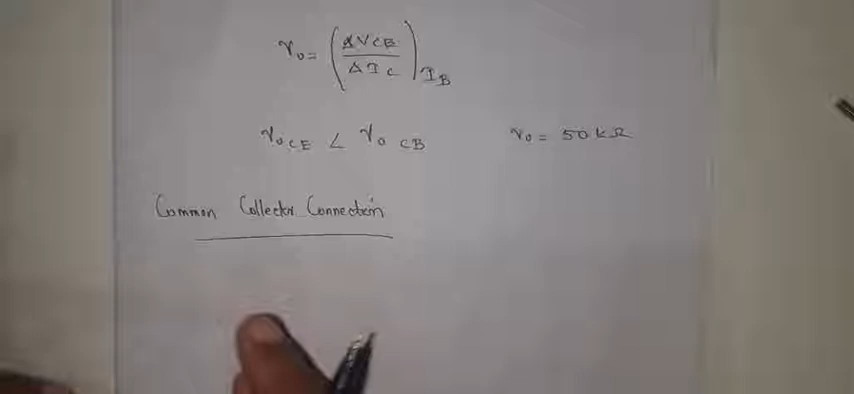 r₀ = (ΔVCE / ΔIC) IB
r₀CE < r₀CB r₀ = 50 kΩ
Common Collector Connection